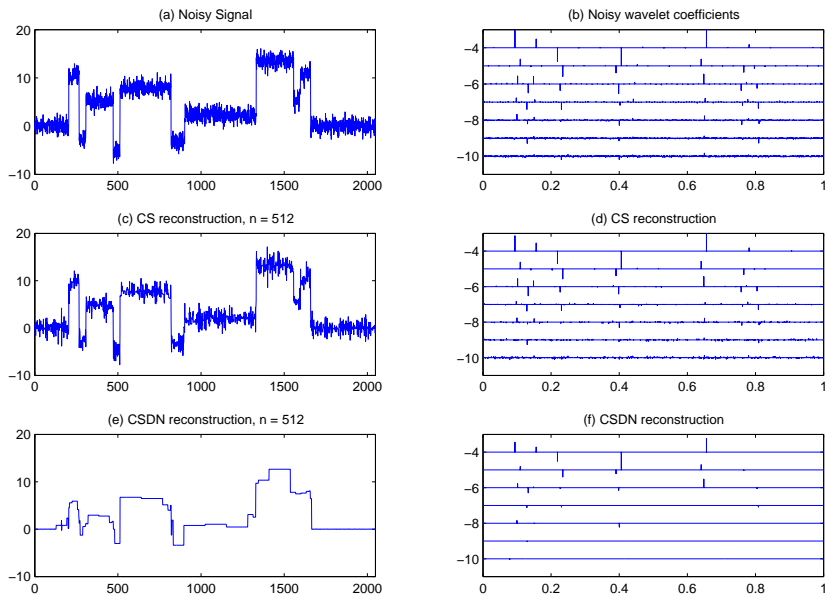 (a) Noisy Signal
20
10
0
−10
0 500 1000 1500 2000
(b) Noisy wavelet coefficients
−4
−6
−8
−10
0 0.2 0.4 0.6 0.8 1
(c) CS reconstruction, n = 512
20
10
0
−10
0 500 1000 1500 2000
(d) CS reconstruction
−4
−6
−8
−10
0 0.2 0.4 0.6 0.8 1
(e) CSDN reconstruction, n = 512
20
10
0
−10
0 500 1000 1500 2000
(f) CSDN reconstruction
−4
−6
−8
−10
0 0.2 0.4 0.6 0.8 1